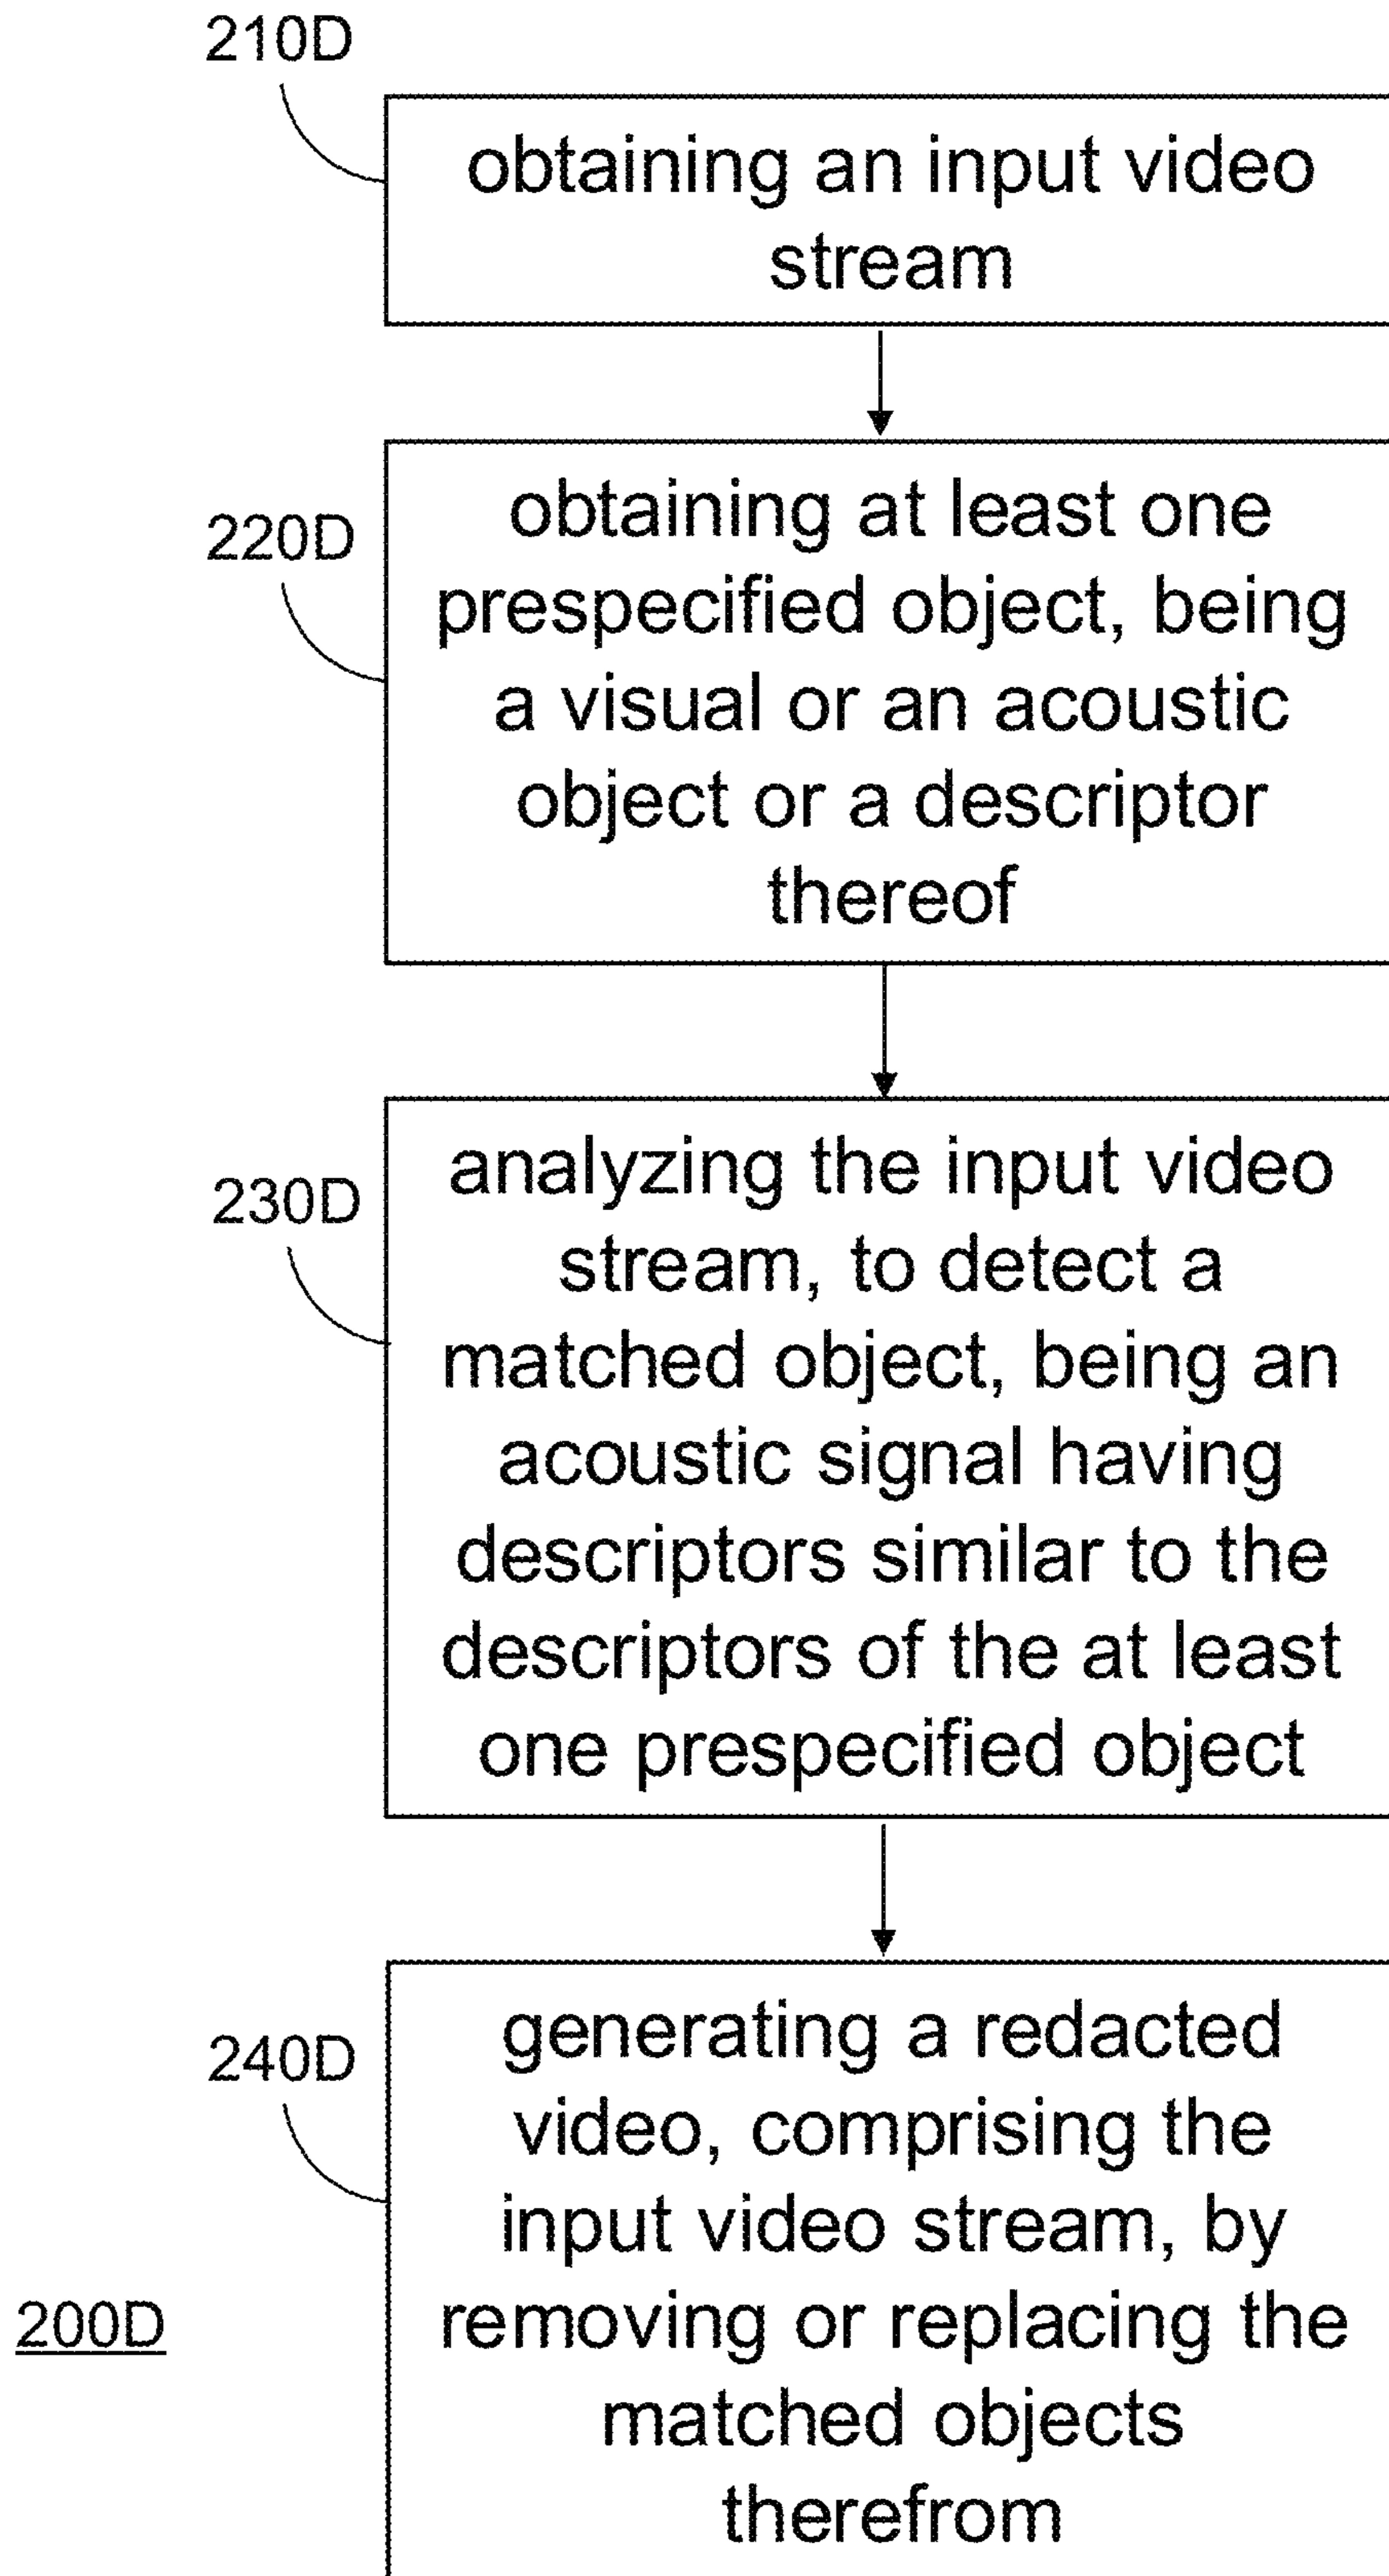 210D
obtaining an input video
stream
220D
obtaining at least one
prespecified object, being
a visual or an acoustic
object or a descriptor
thereof
230D
analyzing the input video
stream, to detect a
matched object, being an
acoustic signal having
descriptors similar to the
descriptors of the at least
one prespecified object
240D
generating a redacted
video, comprising the
input video stream, by
removing or replacing the
matched objects
therefrom
200D